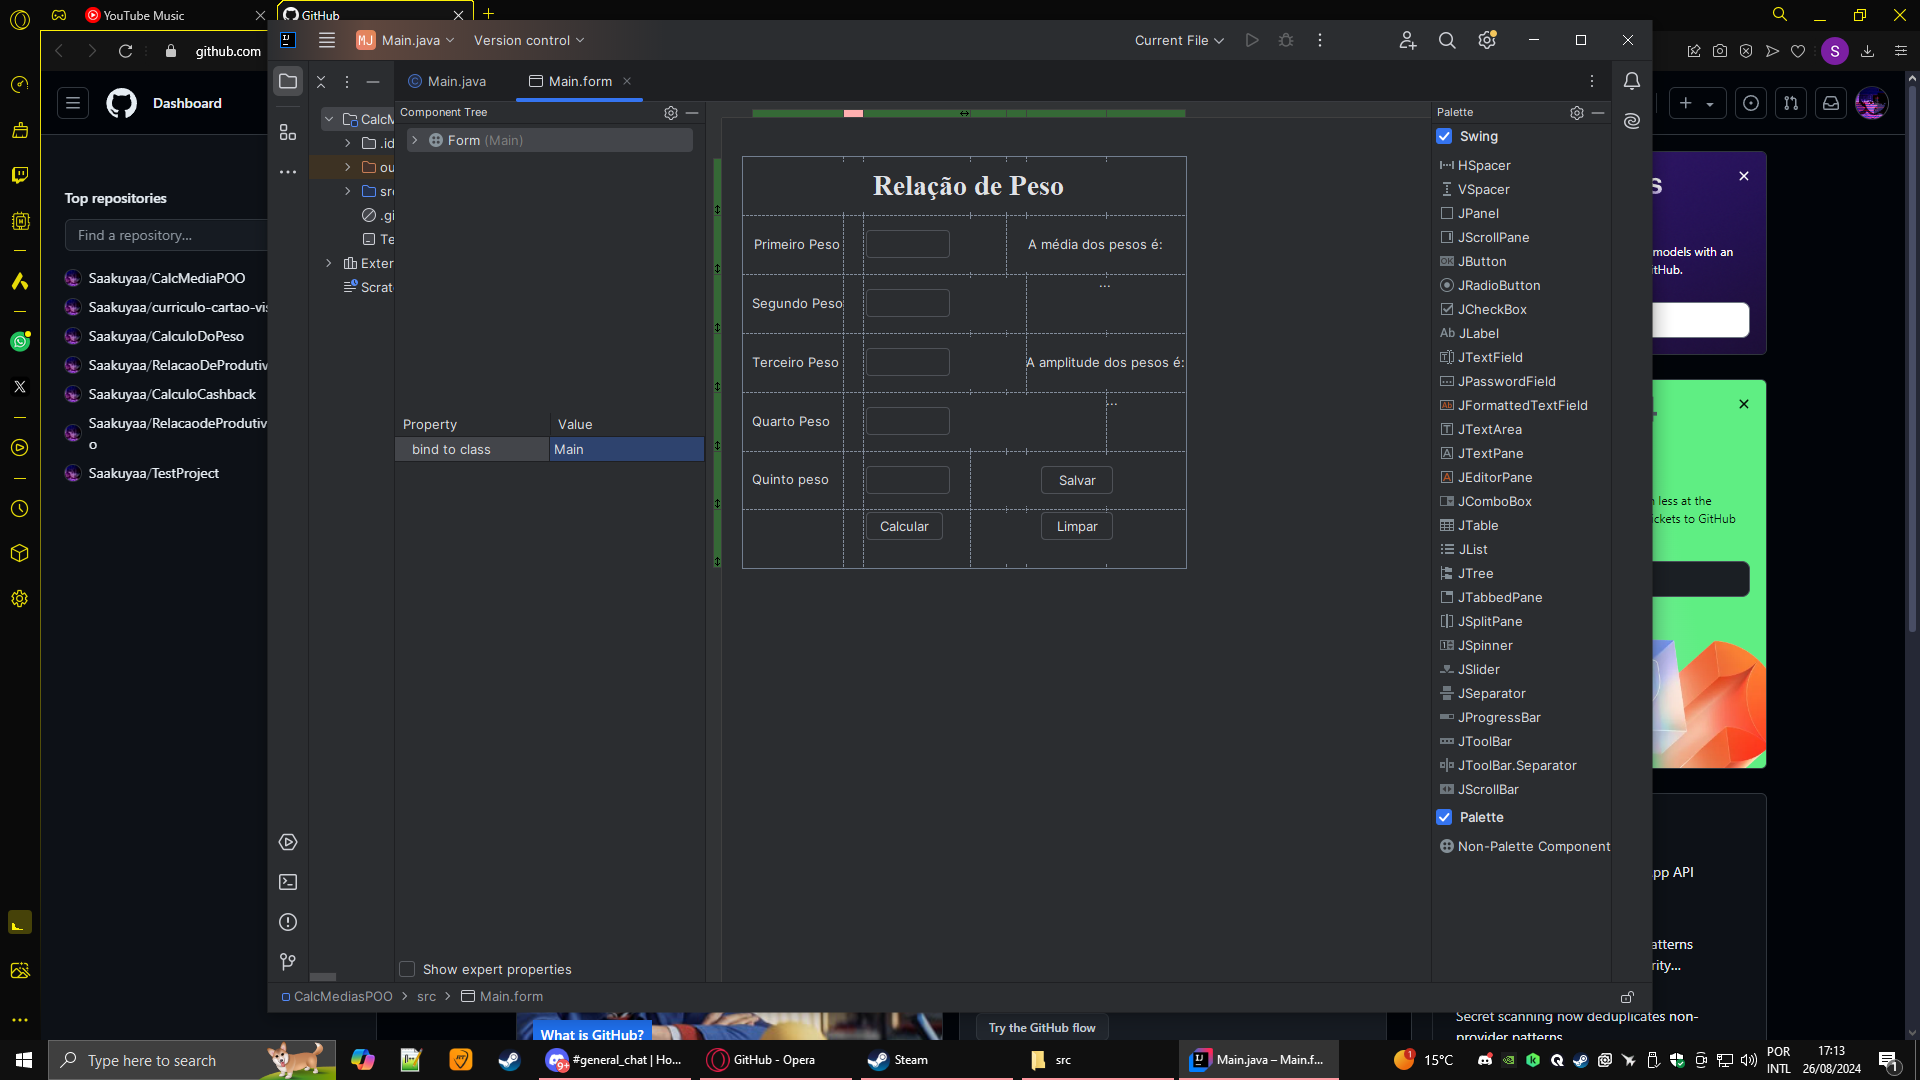 YouTube Music
GitHub
github.com
S
Dashboard
Top repositories
Find a repository...
Saakuyaa/CalcMediaPOO
Saakuyaa/curriculo-cartao-vis
Saakuyaa/CalculoDoPeso
Saakuyaa/RelacaoDeProdutiv
Saakuyaa/CalculoCashback
Saakuyaa/RelacaodeProdutiv
o
Saakuyaa/TestProject
MJ Main.java
Version control
Current File
Main.java
Main.form
CalcM
.id
ou
src
.gi
Te
Exter
Scrat
Component Tree
Form (Main)
Property Value
bind to class Main
Show expert properties
Relação de Peso
Primeiro Peso
A média dos pesos é:
Segundo Peso
...
Terceiro Peso
A amplitude dos pesos é:
Quarto Peso
...
Quinto peso
Salvar
Calcular
Limpar
Palette
Swing
HSpacer
VSpacer
JPanel
JScrollPane
JButton
JRadioButton
JCheckBox
JLabel
JTextField
JPasswordField
JFormattedTextField
JTextArea
JTextPane
JEditorPane
JComboBox
JTable
JList
JTree
JTabbedPane
JSplitPane
JSpinner
JSlider
JSeparator
JProgressBar
JToolBar
JToolBar.Separator
JScrollBar
Palette
Non-Palette Component
CalcMediasPOO > src > Main.form
s
models with an
itHub.
n less at the
ickets to GitHub
pp API
atterns
rity...
Secret scanning now deduplicates non-
provider patterns
What is GitHub?
Try the GitHub flow
Type here to search
9+
#general_chat | Ho...
GitHub - Opera
Steam
src
Main.java – Main.f...
1
15°C
POR
INTL
17:13
26/08/2024
1